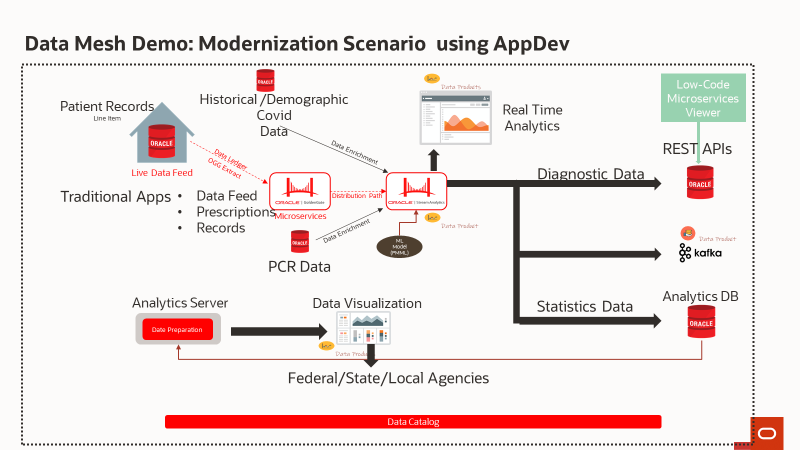 Data Mesh Demo: Modernization Scenario using AppDev
Patient Records
Line Item
ORACLE
Live Data Feed
Traditional Apps
• Data Feed
• Prescriptions
• Records
ORACLE
Historical /Demographic
Covid
Data
Data Ledger
OGG Extract
Data Enrichment
ORACLE GoldenGate
Microservices
Distribution Path
ORACLE Stream Analytics
ORACLE
PCR Data
Data Enrichment
ML
Model
(PMML)
Data Product
Data Products
Real Time
Analytics
Low-Code
Microservices
Viewer
REST APIs
ORACLE
Diagnostic Data
Data Product
kafka
Statistics Data
Analytics DB
ORACLE
Analytics Server
Date Preparation
Data Visualization
Data Product
Federal/State/Local Agencies
Data Catalog